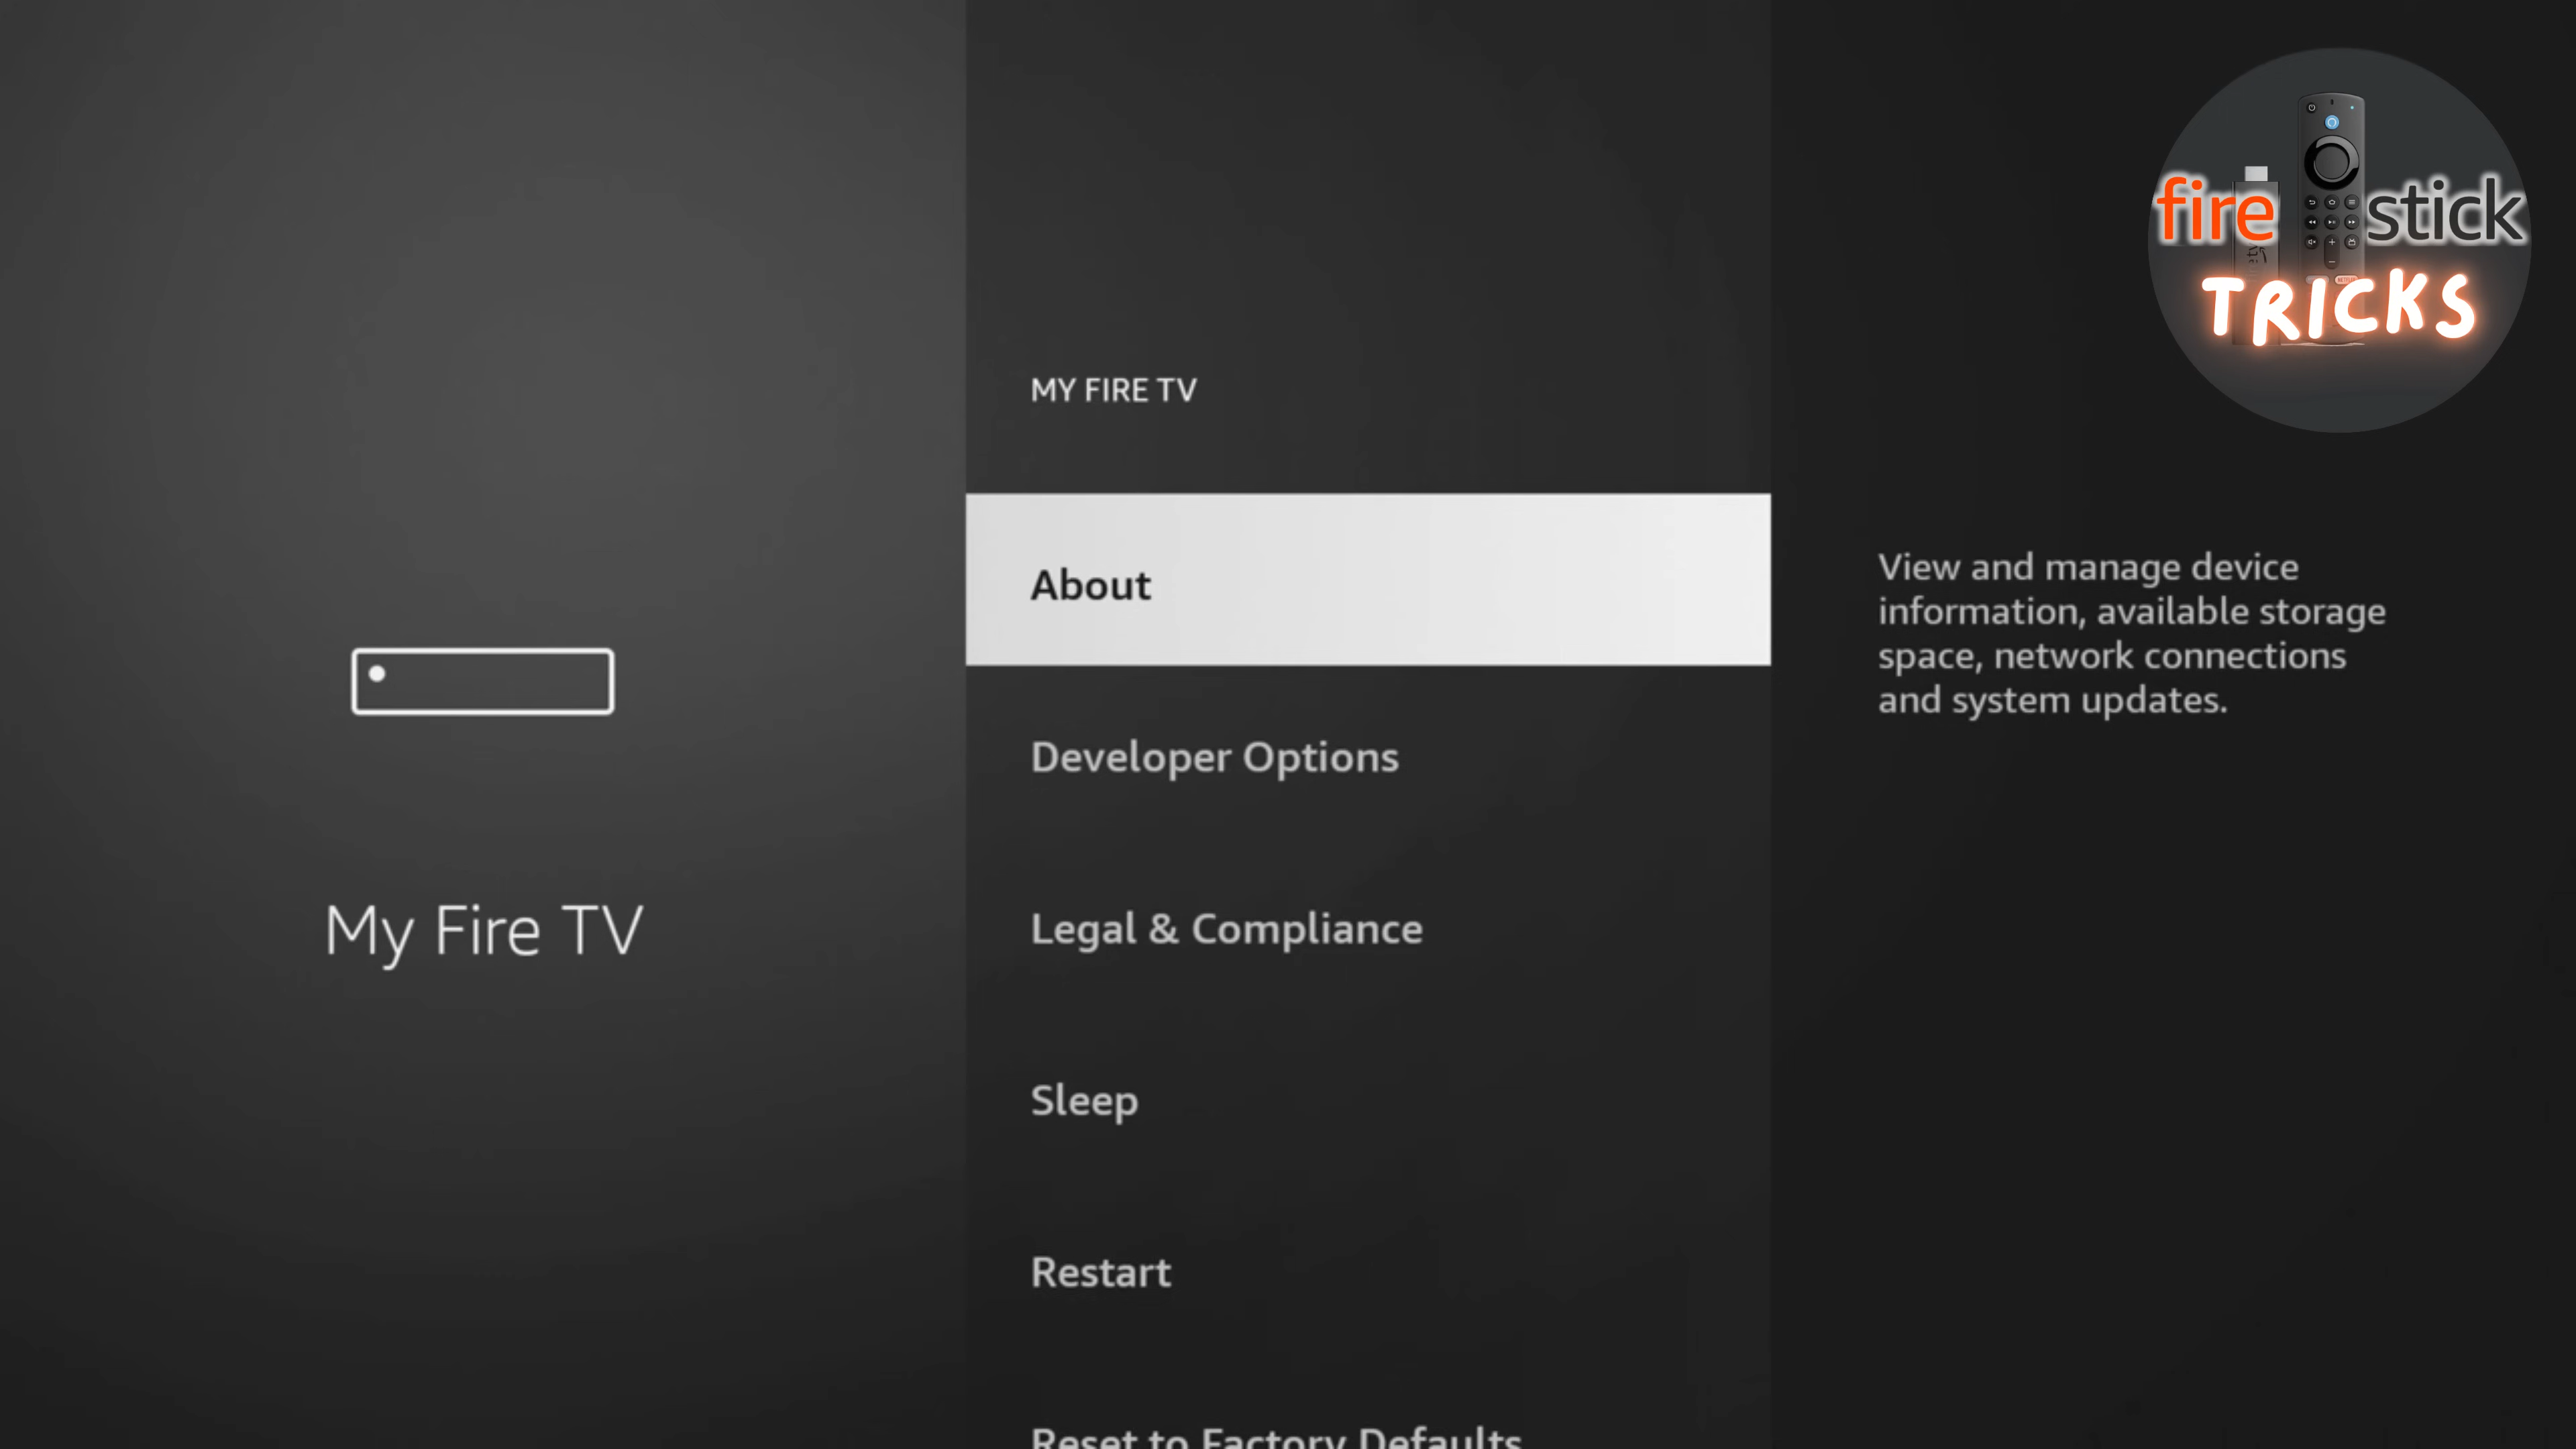 fire stick
TRICKS
MY FIRE TV
About
View and manage device
information, available storage
space, network connections
and system updates.
Developer Options
Legal & Compliance
My Fire TV
Sleep
Restart
Reset to Factory Defaults